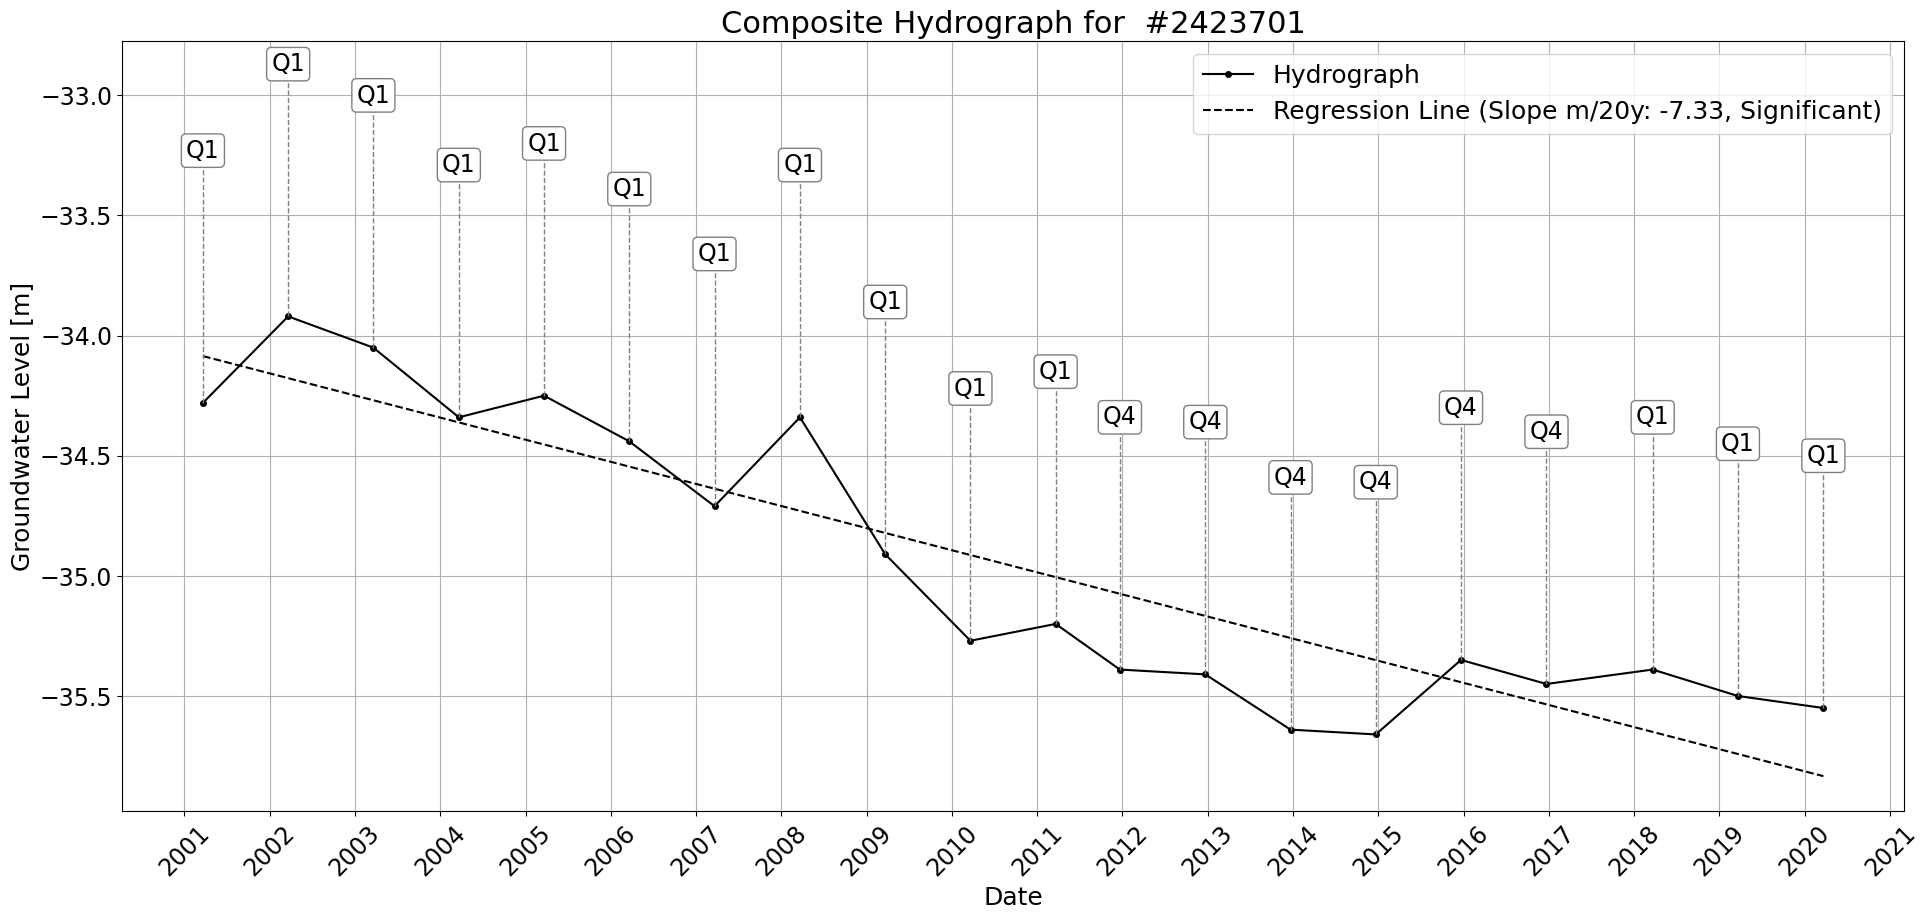 Composite Hydrograph for  #2423701
Hydrograph
Regression Line (Slope m/20y: -7.33, Significant)
Groundwater Level [m]
−33.0
−33.5
−34.0
−34.5
−35.0
−35.5
Q1
Q1
Q1
Q1
Q1
Q1
Q1
Q1
Q1
Q1
Q1
Q4
Q4
Q4
Q4
Q4
Q4
Q1
Q1
Q1
2001
2002
2003
2004
2005
2006
2007
2008
2009
2010
2011
2012
2013
2014
2015
2016
2017
2018
2019
2020
2021
Date